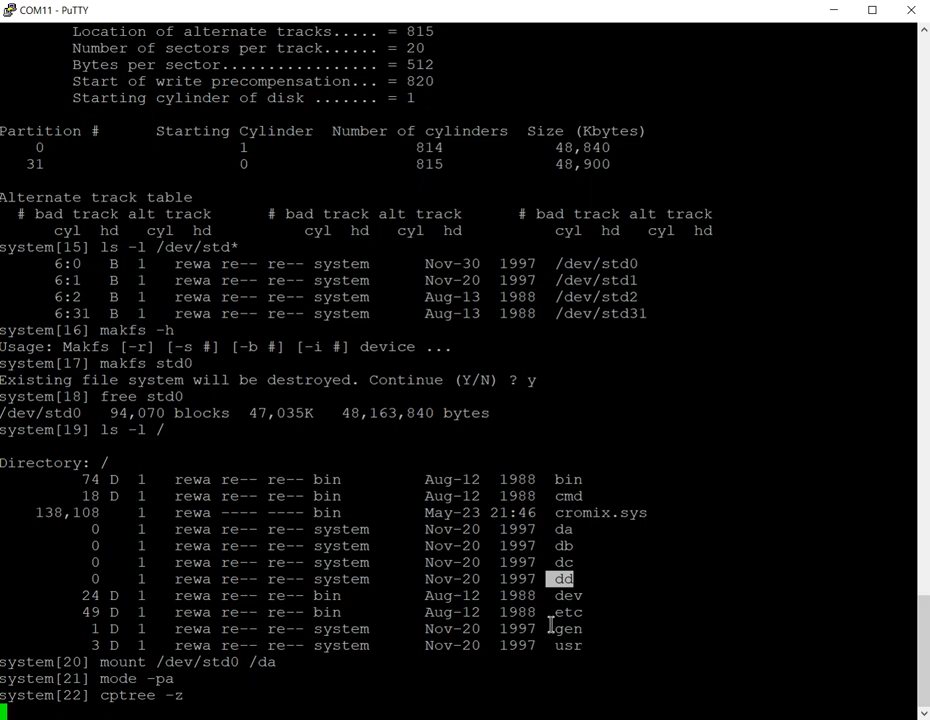 COM11 - PuTTY
Location of alternate tracks..... = 815
Number of sectors per track...... = 20
Bytes per sector................. = 512
Start of write precompensation... = 820
Starting cylinder of disk ....... = 1
Partition # Starting Cylinder Number of cylinders Size (Kbytes)
0 1 814 48,840
31 0 815 48,900
Alternate track table
# bad track alt track # bad track alt track # bad track alt track
cyl hd cyl hd cyl hd cyl hd cyl hd cyl hd
system[15] ls -l /dev/std*
6:0 B 1 rewa re-- re-- system Nov-30 1997 /dev/std0
6:1 B 1 rewa re-- re-- system Nov-20 1997 /dev/std1
6:2 B 1 rewa re-- re-- system Aug-13 1988 /dev/std2
6:31 B 1 rewa re-- re-- system Aug-13 1988 /dev/std31
system[16] makfs -h
Usage: Makfs [-r] [-s #] [-b #] [-i #] device ...
system[17] makfs std0
Existing file system will be destroyed. Continue (Y/N) ? y
system[18] free std0
/dev/std0 94,070 blocks 47,035K 48,163,840 bytes
system[19] ls -l /
Directory: /
74 D 1 rewa re-- re-- bin Aug-12 1988 bin
18 D 1 rewa re-- re-- bin Aug-12 1988 cmd
138,108 1 rewa ---- ---- bin May-23 21:46 cromix.sys
0 1 rewa re-- re-- system Nov-20 1997 da
0 1 rewa re-- re-- system Nov-20 1997 db
0 1 rewa re-- re-- system Nov-20 1997 dc
0 1 rewa re-- re-- system Nov-20 1997 dd
24 D 1 rewa re-- re-- bin Aug-12 1988 dev
49 D 1 rewa re-- re-- bin Aug-12 1988 etc
1 D 1 rewa re-- re-- system Nov-20 1997 gen
3 D 1 rewa re-- re-- system Nov-20 1997 usr
system[20] mount /dev/std0 /da
system[21] mode -pa
system[22] cptree -z